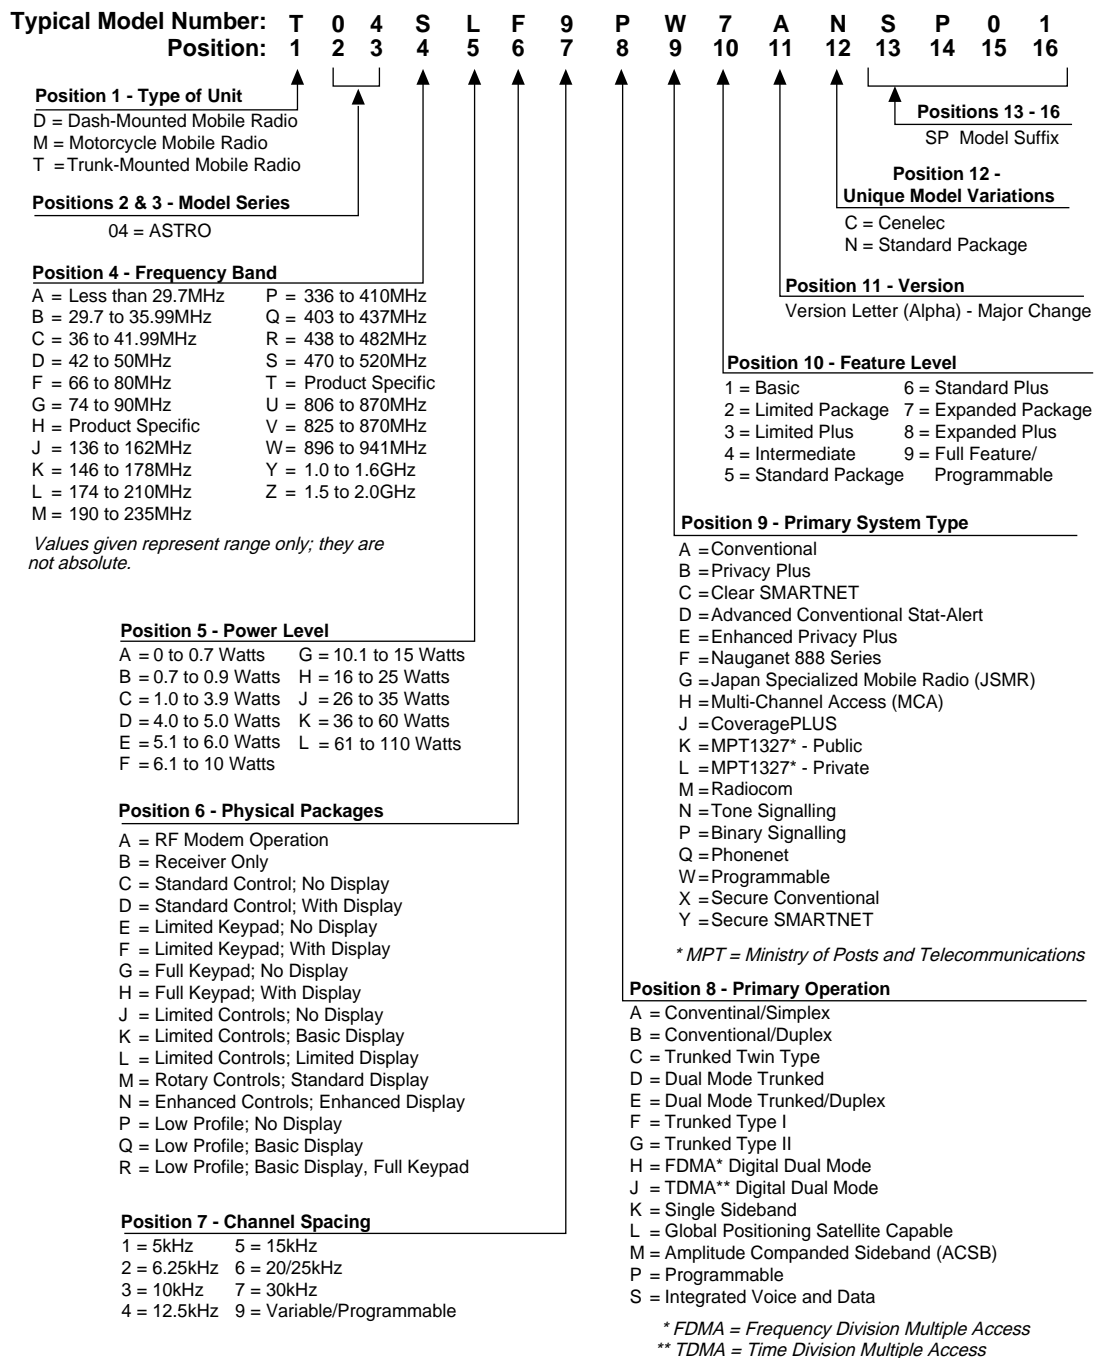 Typical Model Number: T 0 4 S L F 9 P W 7 A N S P 0 1
Position: 1 2 3 4 5 6 7 8 9 10 11 12 13 14 15 16
Position 1 - Type of Unit
D = Dash-Mounted Mobile Radio
M = Motorcycle Mobile Radio
T = Trunk-Mounted Mobile Radio
Positions 2 & 3 - Model Series
04 = ASTRO
Position 4 - Frequency Band
A = Less than 29.7MHz
B = 29.7 to 35.99MHz
C = 36 to 41.99MHz
D = 42 to 50MHz
F = 66 to 80MHz
G = 74 to 90MHz
H = Product Specific
J = 136 to 162MHz
K = 146 to 178MHz
L = 174 to 210MHz
M = 190 to 235MHz
P = 336 to 410MHz
Q = 403 to 437MHz
R = 438 to 482MHz
S = 470 to 520MHz
T = Product Specific
U = 806 to 870MHz
V = 825 to 870MHz
W = 896 to 941MHz
Y = 1.0 to 1.6GHz
Z = 1.5 to 2.0GHz
Values given represent range only; they are
not absolute.
Position 5 - Power Level
A = 0 to 0.7 Watts
B = 0.7 to 0.9 Watts
C = 1.0 to 3.9 Watts
D = 4.0 to 5.0 Watts
E = 5.1 to 6.0 Watts
F = 6.1 to 10 Watts
G = 10.1 to 15 Watts
H = 16 to 25 Watts
J = 26 to 35 Watts
K = 36 to 60 Watts
L = 61 to 110 Watts
Position 6 - Physical Packages
A = RF Modem Operation
B = Receiver Only
C = Standard Control; No Display
D = Standard Control; With Display
E = Limited Keypad; No Display
F = Limited Keypad; With Display
G = Full Keypad; No Display
H = Full Keypad; With Display
J = Limited Controls; No Display
K = Limited Controls; Basic Display
L = Limited Controls; Limited Display
M = Rotary Controls; Standard Display
N = Enhanced Controls; Enhanced Display
P = Low Profile; No Display
Q = Low Profile; Basic Display
R = Low Profile; Basic Display, Full Keypad
Position 7 - Channel Spacing
1 = 5kHz
2 = 6.25kHz
3 = 10kHz
4 = 12.5kHz
5 = 15kHz
6 = 20/25kHz
7 = 30kHz
9 = Variable/Programmable
Positions 13 - 16
SP Model Suffix
Position 12 -
Unique Model Variations
C = Cenelec
N = Standard Package
Position 11 - Version
Version Letter (Alpha) - Major Change
Position 10 - Feature Level
1 = Basic
2 = Limited Package
3 = Limited Plus
4 = Intermediate
5 = Standard Package
6 = Standard Plus
7 = Expanded Package
8 = Expanded Plus
9 = Full Feature/
Programmable
Position 9 - Primary System Type
A = Conventional
B = Privacy Plus
C = Clear SMARTNET
D = Advanced Conventional Stat-Alert
E = Enhanced Privacy Plus
F = Nauganet 888 Series
G = Japan Specialized Mobile Radio (JSMR)
H = Multi-Channel Access (MCA)
J = CoveragePLUS
K = MPT1327* - Public
L = MPT1327* - Private
M = Radiocom
N = Tone Signalling
P = Binary Signalling
Q = Phonenet
W = Programmable
X = Secure Conventional
Y = Secure SMARTNET
* MPT = Ministry of Posts and Telecommunications
Position 8 - Primary Operation
A = Conventinal/Simplex
B = Conventional/Duplex
C = Trunked Twin Type
D = Dual Mode Trunked
E = Dual Mode Trunked/Duplex
F = Trunked Type I
G = Trunked Type II
H = FDMA* Digital Dual Mode
J = TDMA** Digital Dual Mode
K = Single Sideband
L = Global Positioning Satellite Capable
M = Amplitude Companded Sideband (ACSB)
P = Programmable
S = Integrated Voice and Data
* FDMA = Frequency Division Multiple Access
** TDMA = Time Division Multiple Access